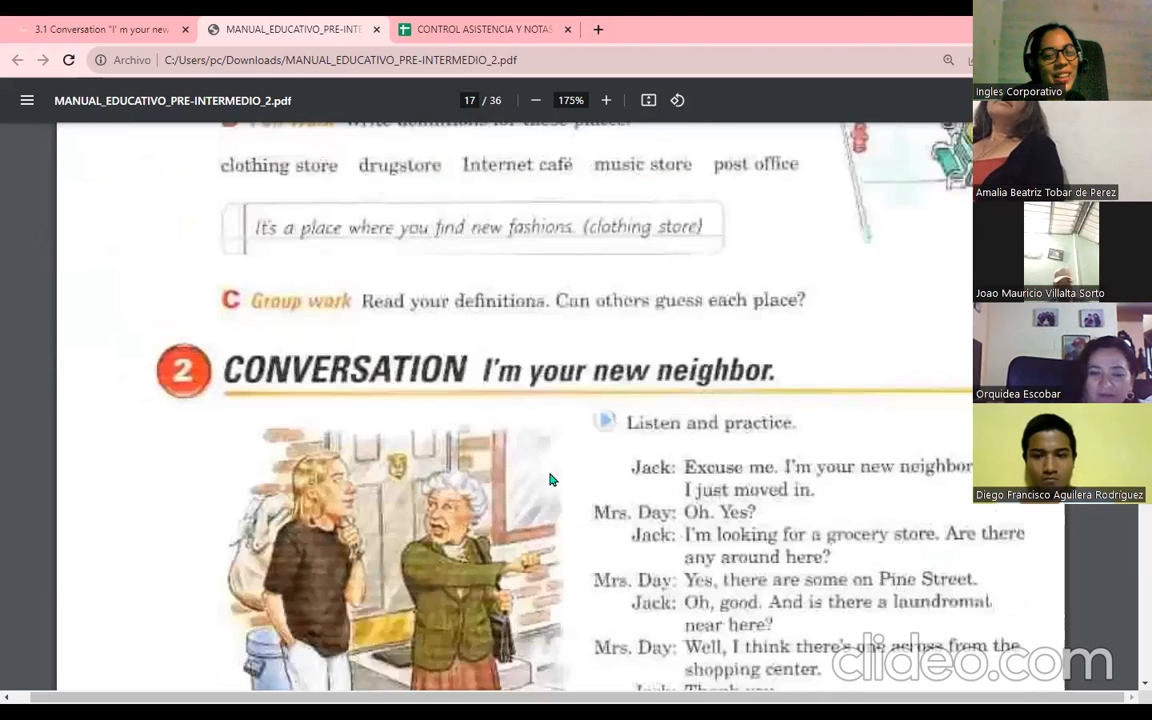 3.1 Conversation "I' m your new
MANUAL_EDUCATIVO_PRE-INTE
CONTROL ASISTENCIA Y NOTAS
Archivo
C:/Users/pc/Downloads/MANUAL_EDUCATIVO_PRE-INTERMEDIO_2.pdf
MANUAL_EDUCATIVO_PRE-INTERMEDIO_2.pdf
17 / 36
175%
clothing store drugstore Internet café music store post office
It's a place where you find new fashions. (clothing store)
C Group work Read your definitions. Can others guess each place?
2 CONVERSATION I'm your new neighbor.
Listen and practice.
Jack: Excuse me. I'm your new neighbor
I just moved in.
Mrs. Day: Oh. Yes?
Jack: I'm looking for a grocery store. Are there
any around here?
Mrs. Day: Yes, there are some on Pine Street.
Jack: Oh, good. And is there a laundromat
near here?
Mrs. Day: Well, I think there's one across from the
shopping center.
Ingles Corporativo
Amalia Beatriz Tobar de Perez
Joao Mauricio Villalta Sorto
Orquidea Escobar
Diego Francisco Aguilera Rodríguez
clideo.com